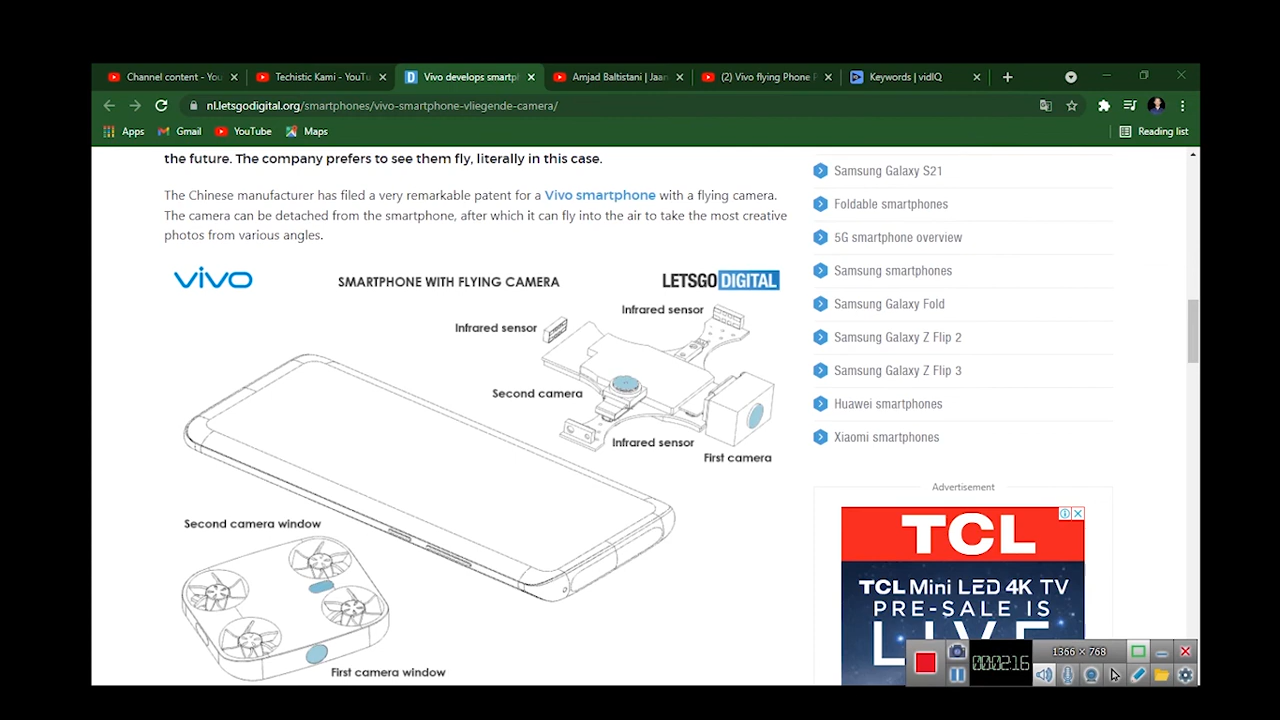 Channel content - You
Techistic Kami - YouTu
Vivo develops smartph
Amjad Baltistani | Jaan
(2) Vivo flying Phone P
Keywords | vidIQ
nl.letsgodigital.org/smartphones/vivo-smartphone-vliegende-camera/
Apps
Gmail
YouTube
Maps
Reading list
the future. The company prefers to see them fly, literally in this case.
The Chinese manufacturer has filed a very remarkable patent for a Vivo smartphone with a flying camera.
The camera can be detached from the smartphone, after which it can fly into the air to take the most creative
photos from various angles.
vivo
SMARTPHONE WITH FLYING CAMERA
LETSGO DIGITAL
Infrared sensor
Infrared sensor
Second camera
Infrared sensor
First camera
Second camera window
First camera window
Samsung Galaxy S21
Foldable smartphones
5G smartphone overview
Samsung smartphones
Samsung Galaxy Fold
Samsung Galaxy Z Flip 2
Samsung Galaxy Z Flip 3
Huawei smartphones
Xiaomi smartphones
Advertisement
TCL
TCL Mini LED 4K TV
PRE-SALE IS
LIVE
1366 × 768
000:02:16